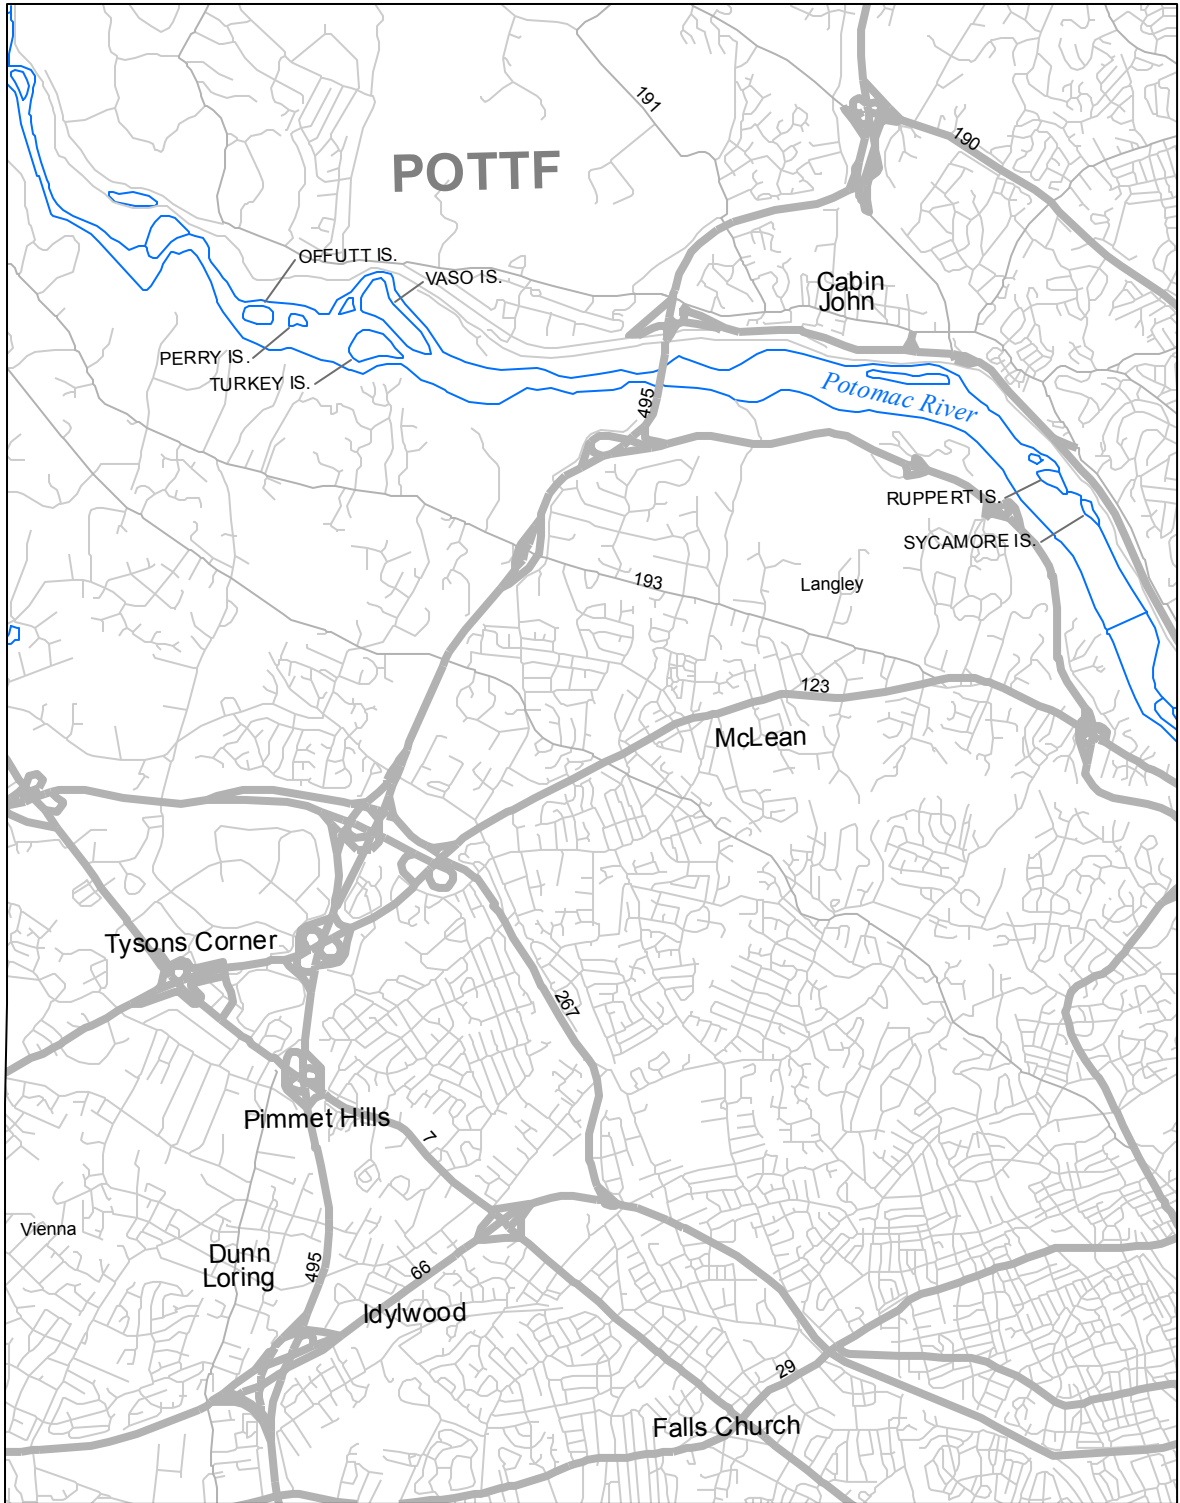 191
190
POTTF
OFFUTT IS.
VASO IS.
Cabin
John
PERRY IS.
TURKEY IS.
Potomac River
495
RUPPERT IS.
SYCAMORE IS.
193
Langley
123
McLean
Tysons Corner
267
Pimmet Hills
7
Vienna
Dunn
Loring
495
66
Idylwood
29
Falls Church